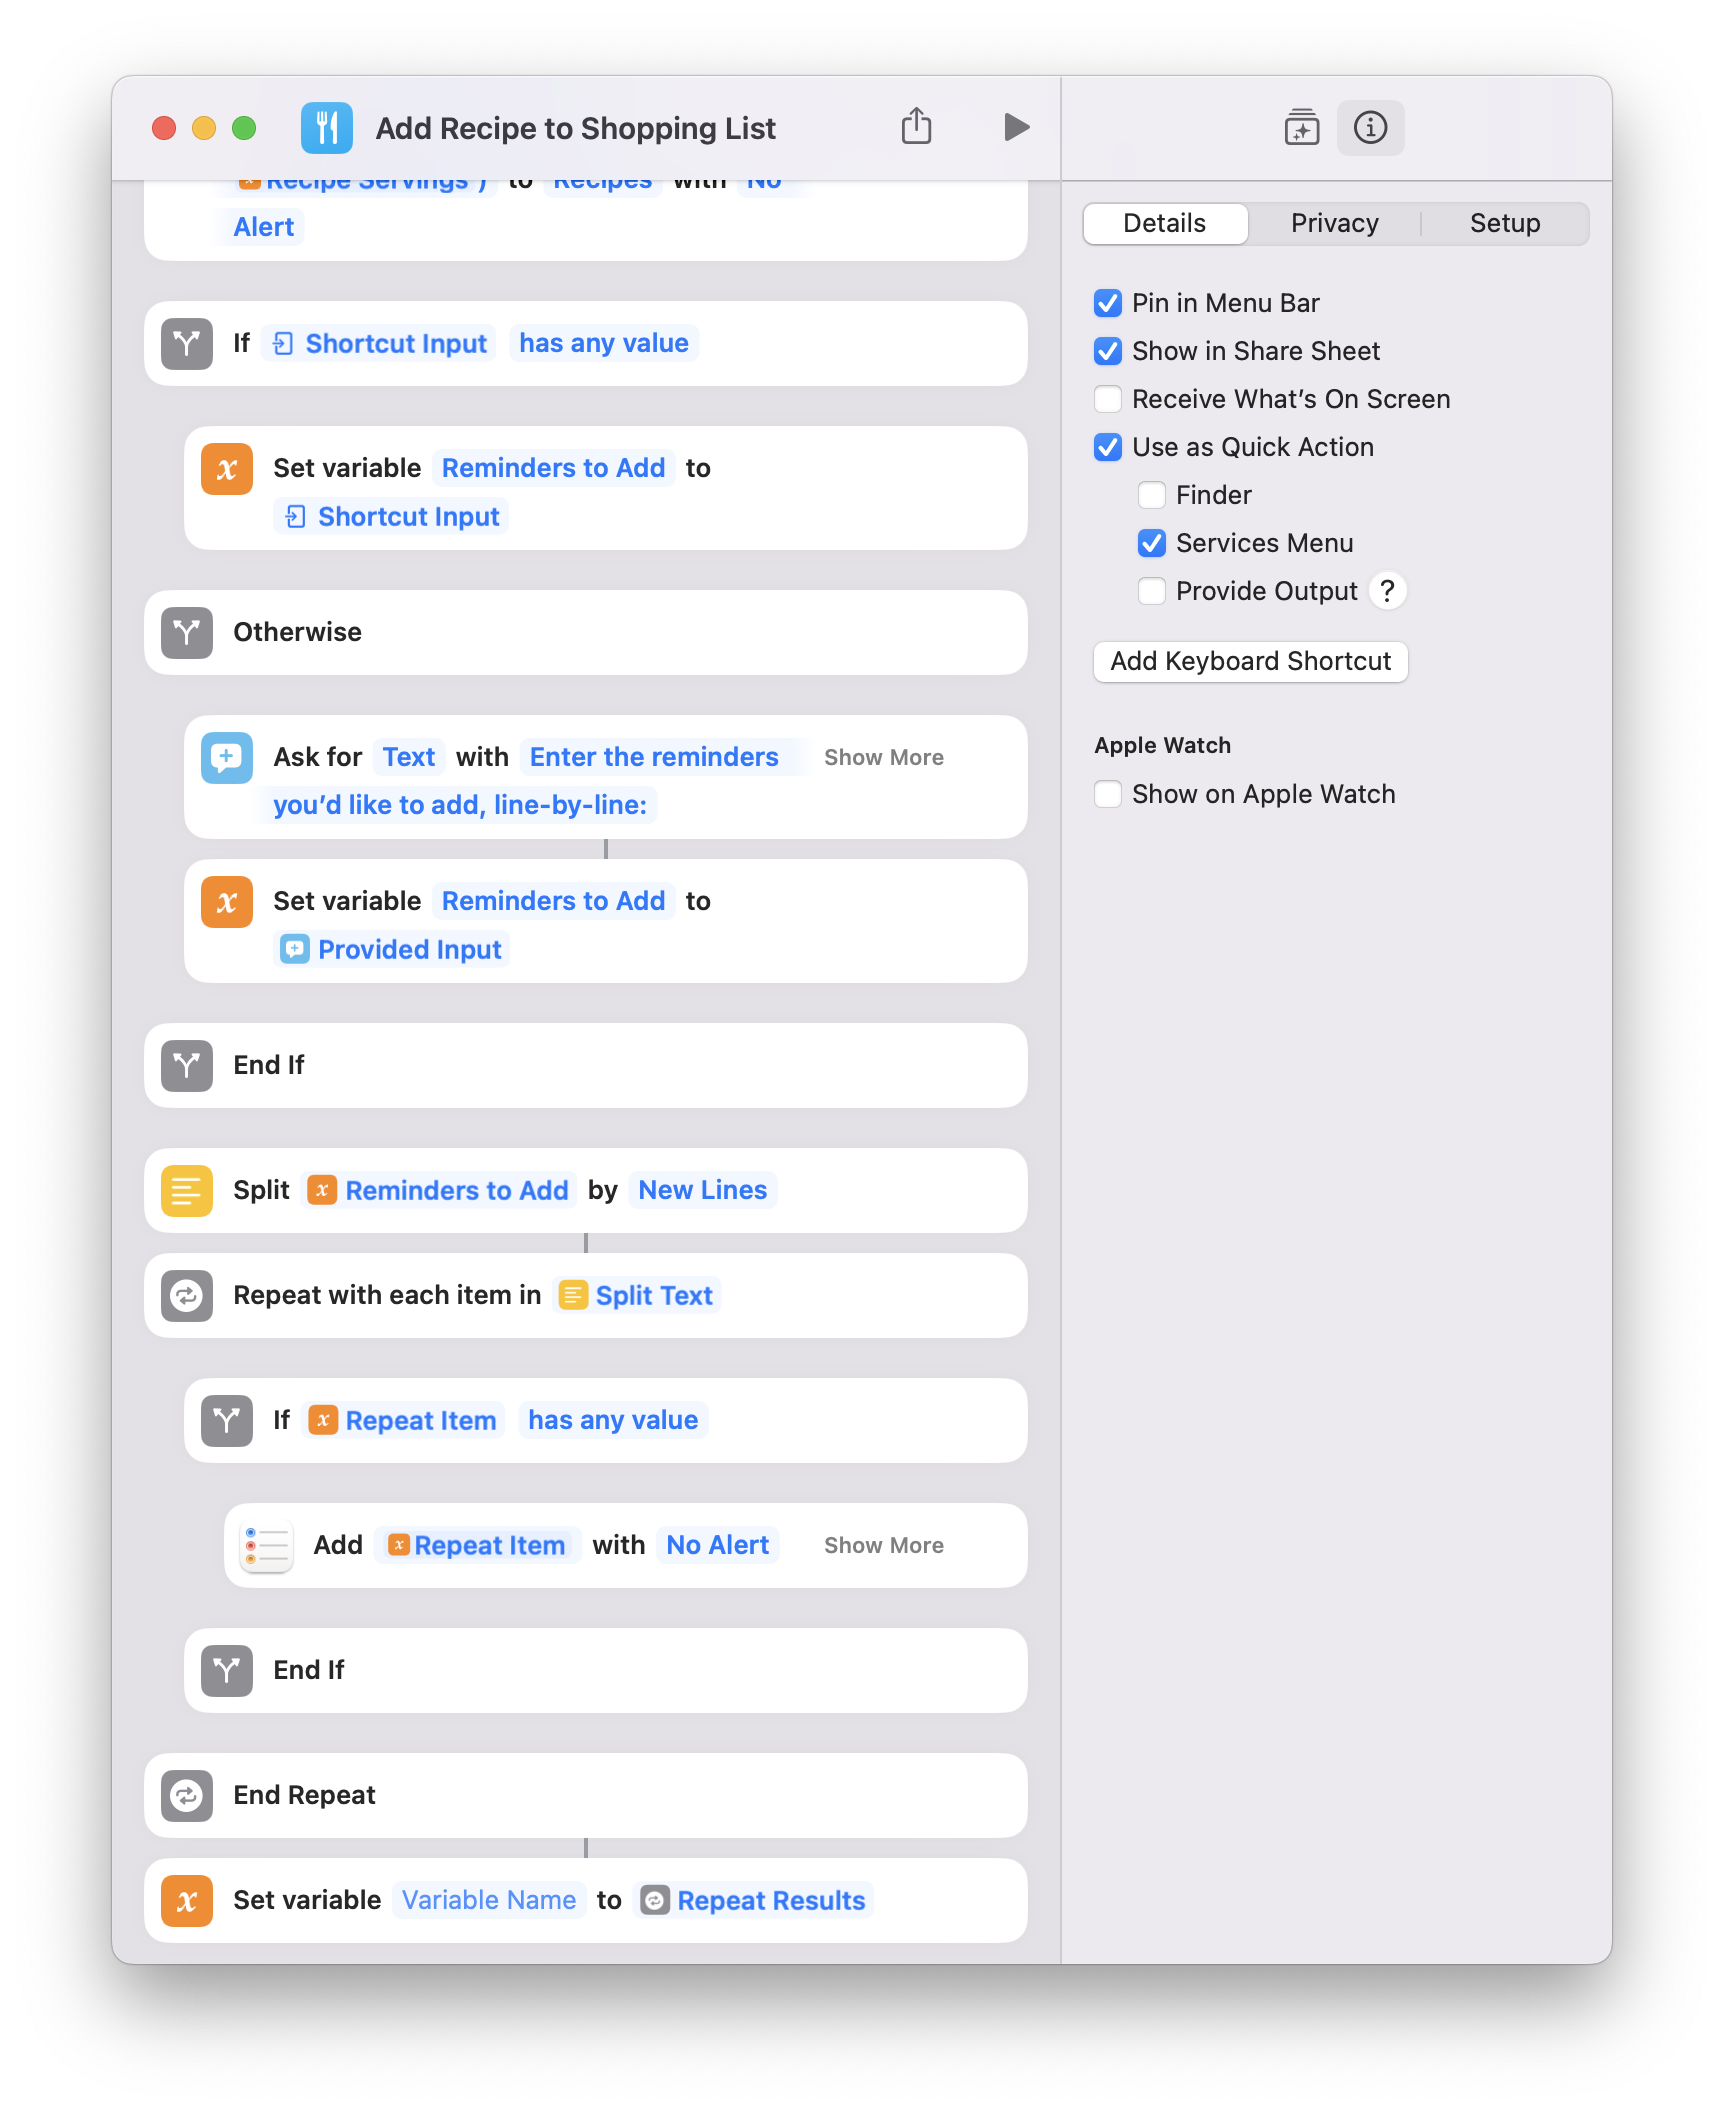 Add Recipe to Shopping List
Recipe Servings ) to Recipes with No
Alert
If Shortcut Input has any value
Set variable Reminders to Add to
Shortcut Input
Otherwise
Ask for Text with Enter the reminders Show More
you’d like to add, line-by-line:
Set variable Reminders to Add to
Provided Input
End If
Split Reminders to Add by New Lines
Repeat with each item in Split Text
If Repeat Item has any value
Add Repeat Item with No Alert Show More
End If
End Repeat
Set variable Variable Name to Repeat Results
Details Privacy Setup
Pin in Menu Bar
Show in Share Sheet
Receive What’s On Screen
Use as Quick Action
Finder
Services Menu
Provide Output ?
Add Keyboard Shortcut
Apple Watch
Show on Apple Watch